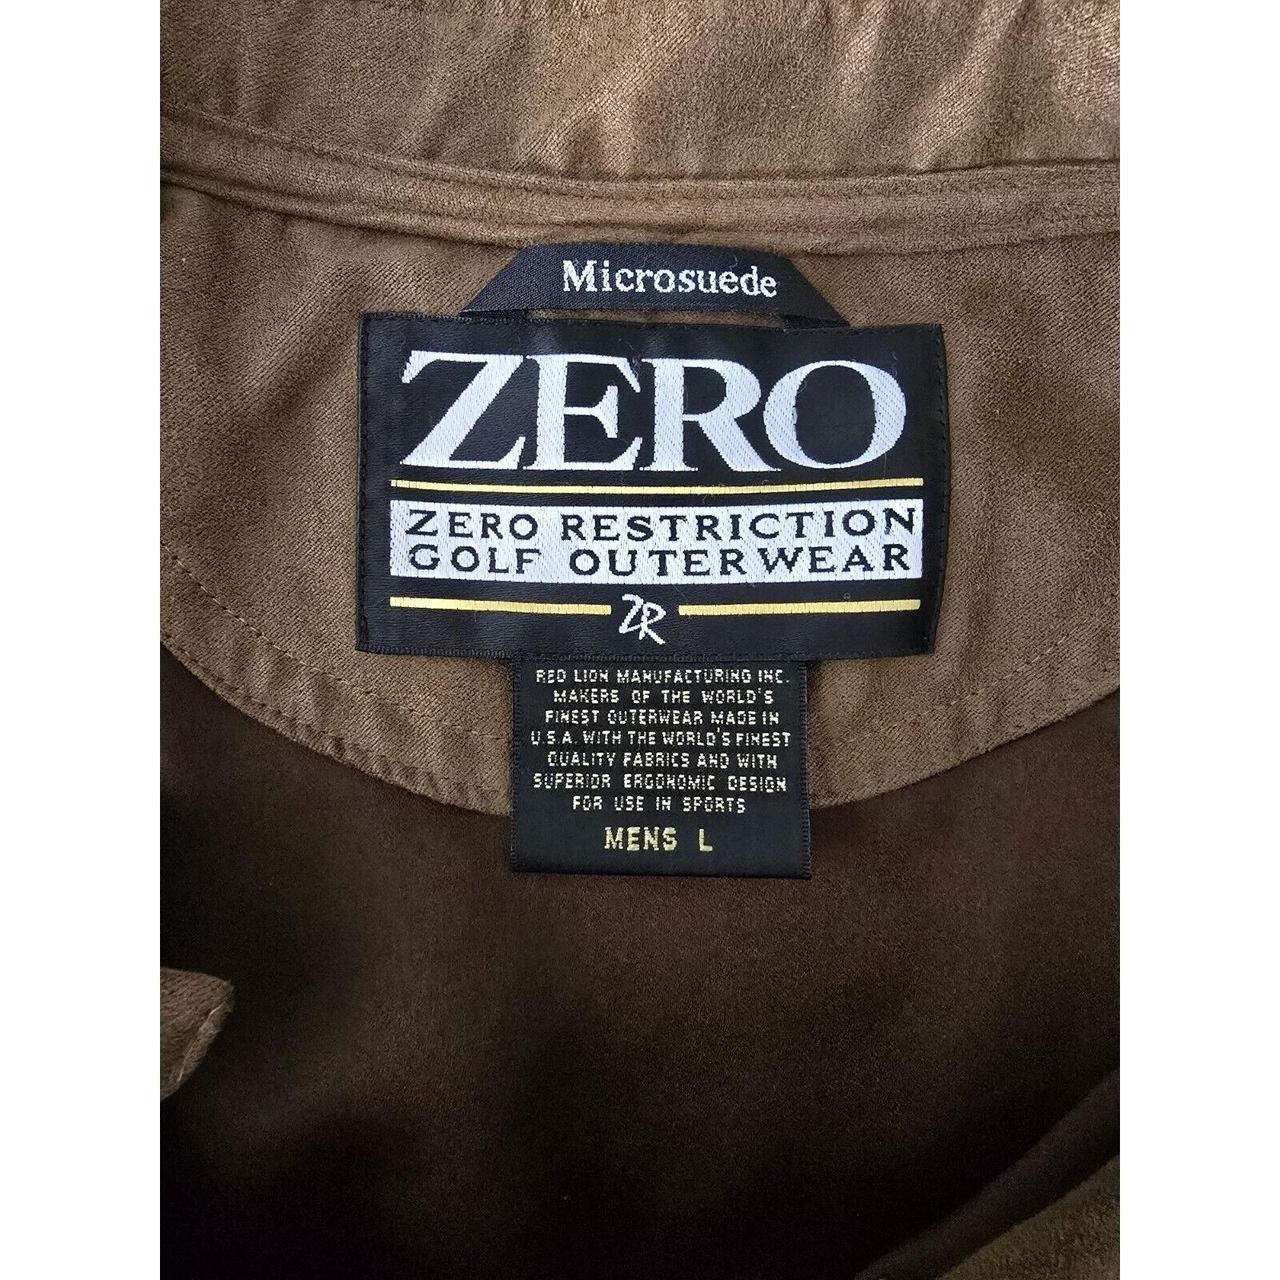 Microsuede
ZERO
ZERO RESTRICTION
GOLF OUTERWEAR
ZR
RED LION MANUFACTURING INC.
MAKERS OF THE WORLD'S
FINEST OUTERWEAR MADE IN
U.S.A. WITH THE WORLD'S FINEST
QUALITY FABRICS AND WITH
SUPERIOR ERGONOMIC DESIGN
FOR USE IN SPORTS
MENS L